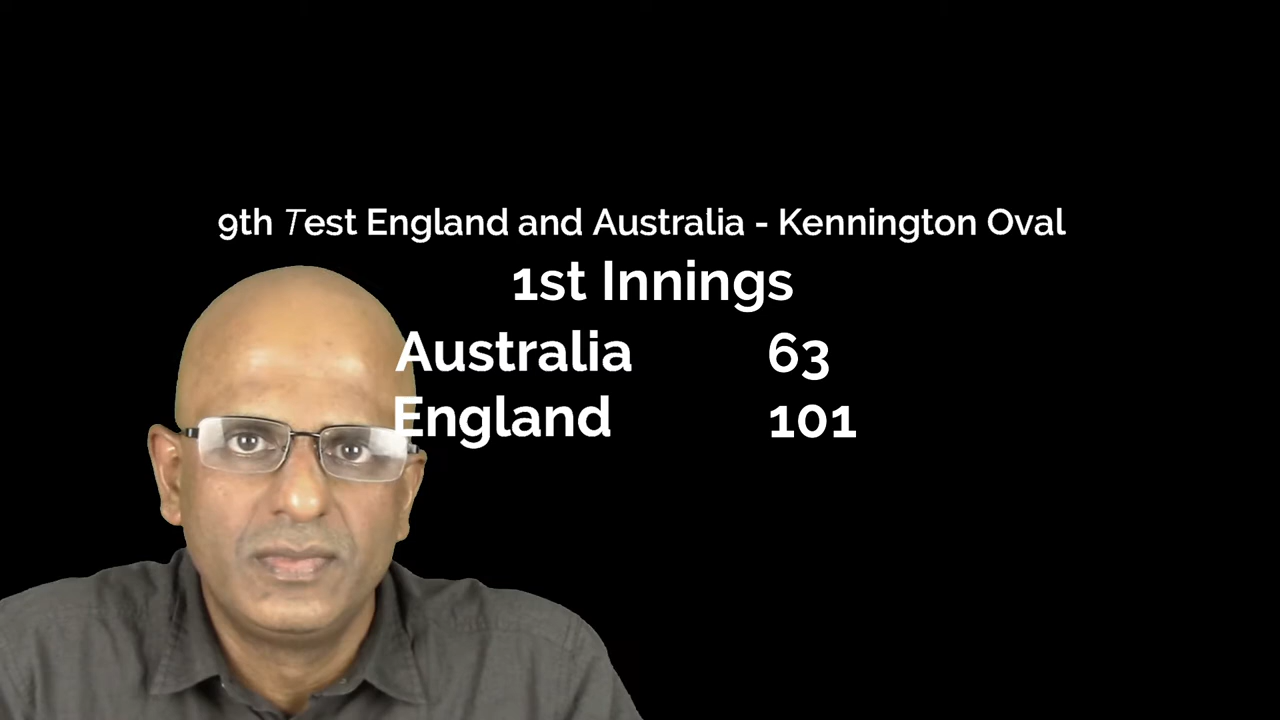 9th Test England and Australia - Kennington Oval
1st Innings
Australia 63
England 101